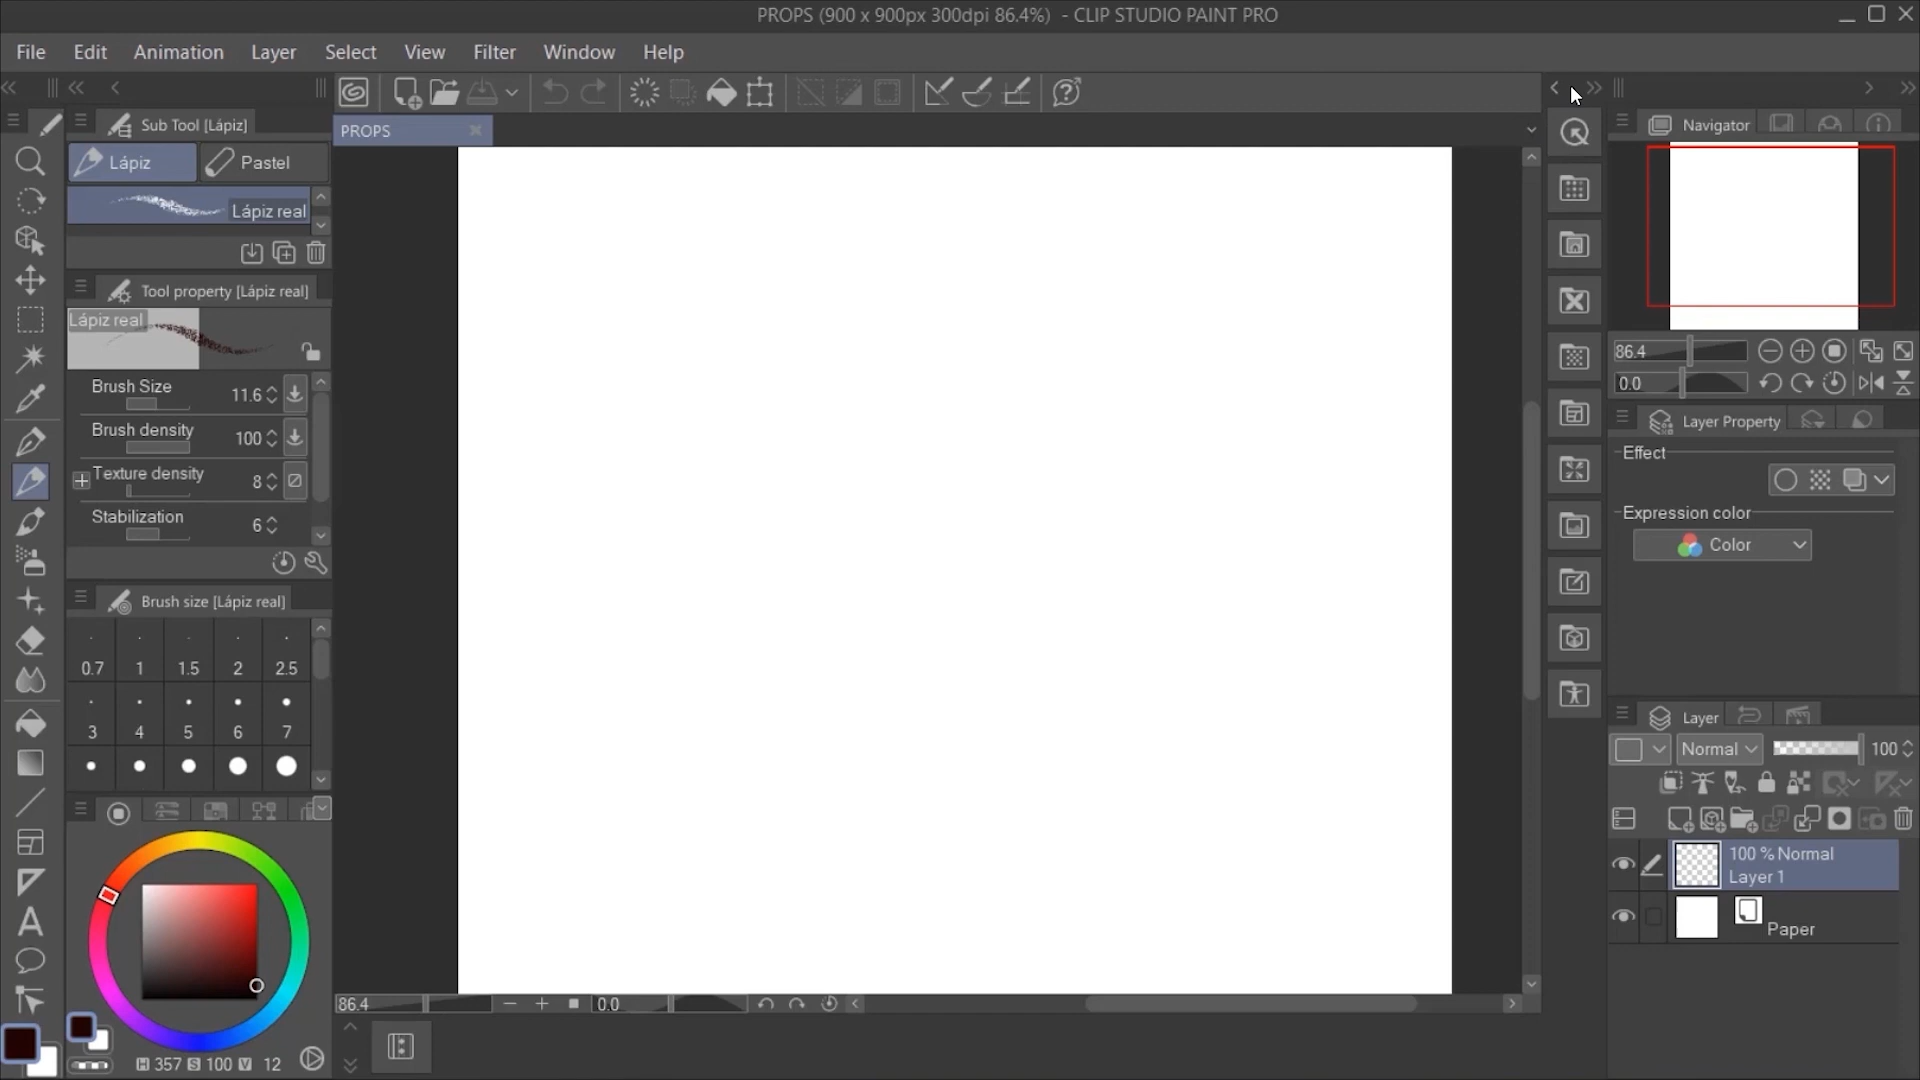 PROPS (900 x 900px 300dpi 86.4%) - CLIP STUDIO PAINT PRO
File Edit Animation Layer Select View Filter Window Help
Sub Tool [Lápiz]
Lápiz Pastel
Lápiz real
Tool property [Lápiz real]
Lápiz real
Brush Size 11.6
Brush density 100
Texture density 8
Stabilization 6
Brush size [Lápiz real]
0.7 1 1.5 2 2.5
3 4 5 6 7
H 357 S 100 V 12
PROPS
86.4 0.0
Navigator
86.4
0.0
Layer Property
Effect
Expression color
Color
Layer
Normal 100
100 % Normal
Layer 1
Paper